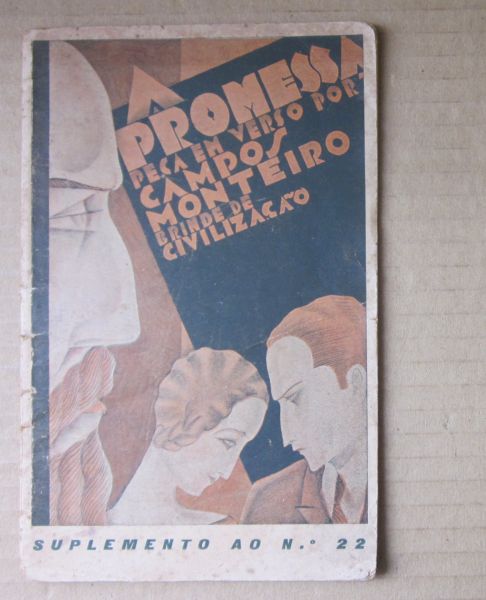 A
PROMESSA
PEÇA EM VERSO POR
CAMPOS
MONTEIRO
BRINDE DE
CIVILIZAÇÃO
SUPLEMENTO AO N.º 22